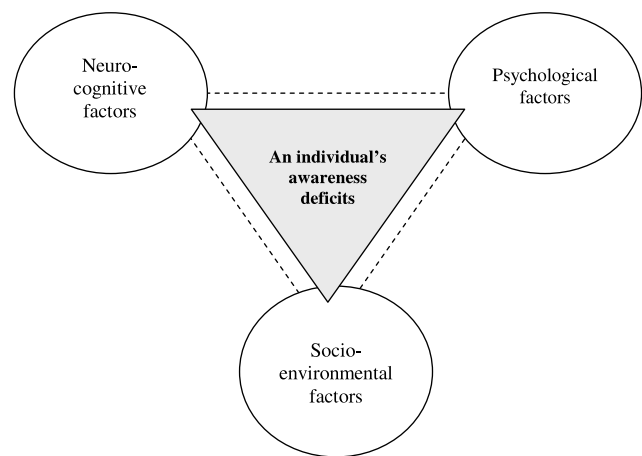 Neuro-
cognitive
factors
Psychological
factors
An individual's
awareness
deficits
Socio-
environmental
factors